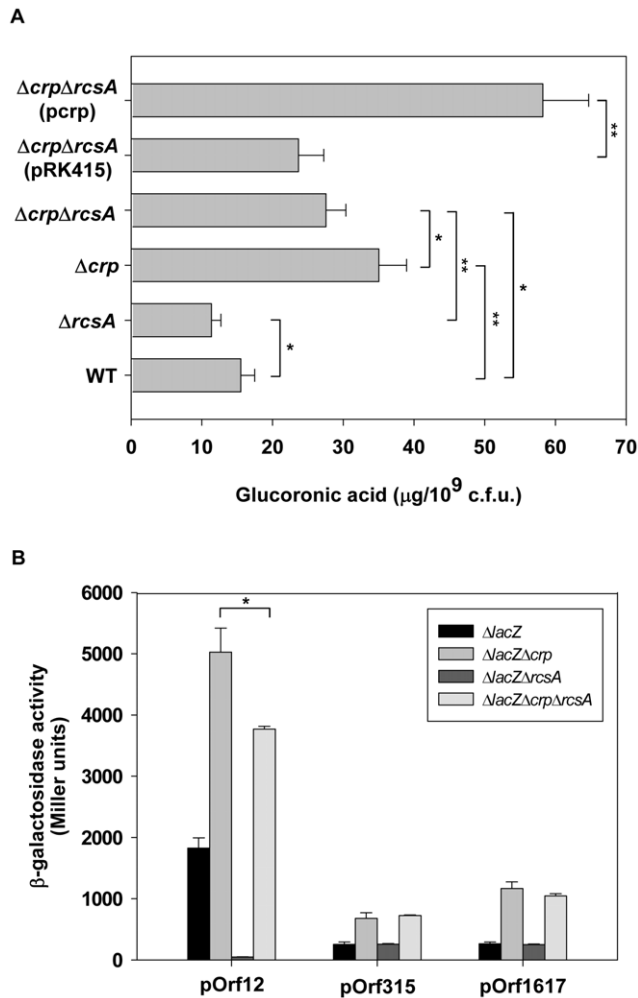 A
ΔcrpΔrcsA
(pcrp)
ΔcrpΔrcsA
(pRK415)
ΔcrpΔrcsA
Δcrp
ΔrcsA
WT
**
*
**
**
*
*
0 10 20 30 40 50 60 70
Glucoronic acid (μg/10⁹ c.f.u.)
B
β-galactosidase activity
(Miller units)
6000
5000
4000
3000
2000
1000
0
*
ΔlacZ
ΔlacZΔcrp
ΔlacZΔrcsA
ΔlacZΔcrpΔrcsA
pOrf12 pOrf315 pOrf1617